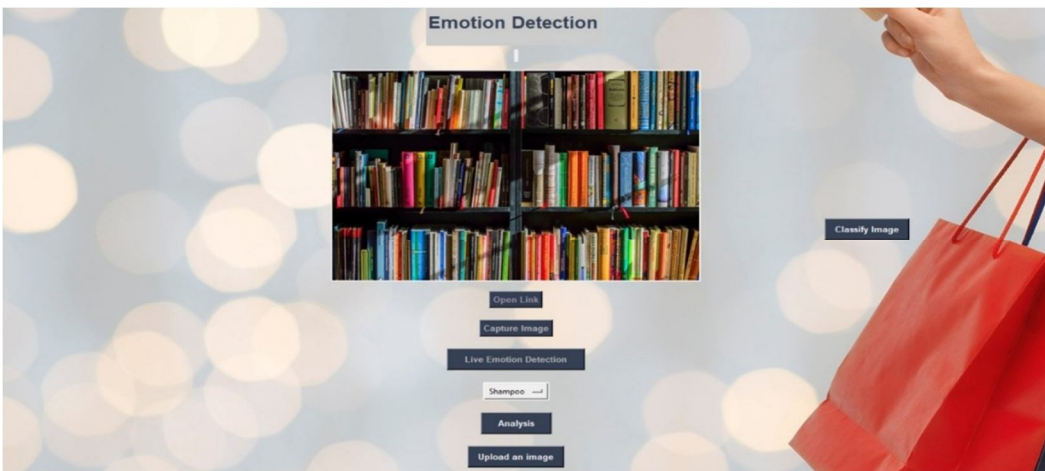 Emotion Detection
Classify Image
Open Link
Capture Image
Live Emotion Detection
Shampoo
Analysis
Upload an image